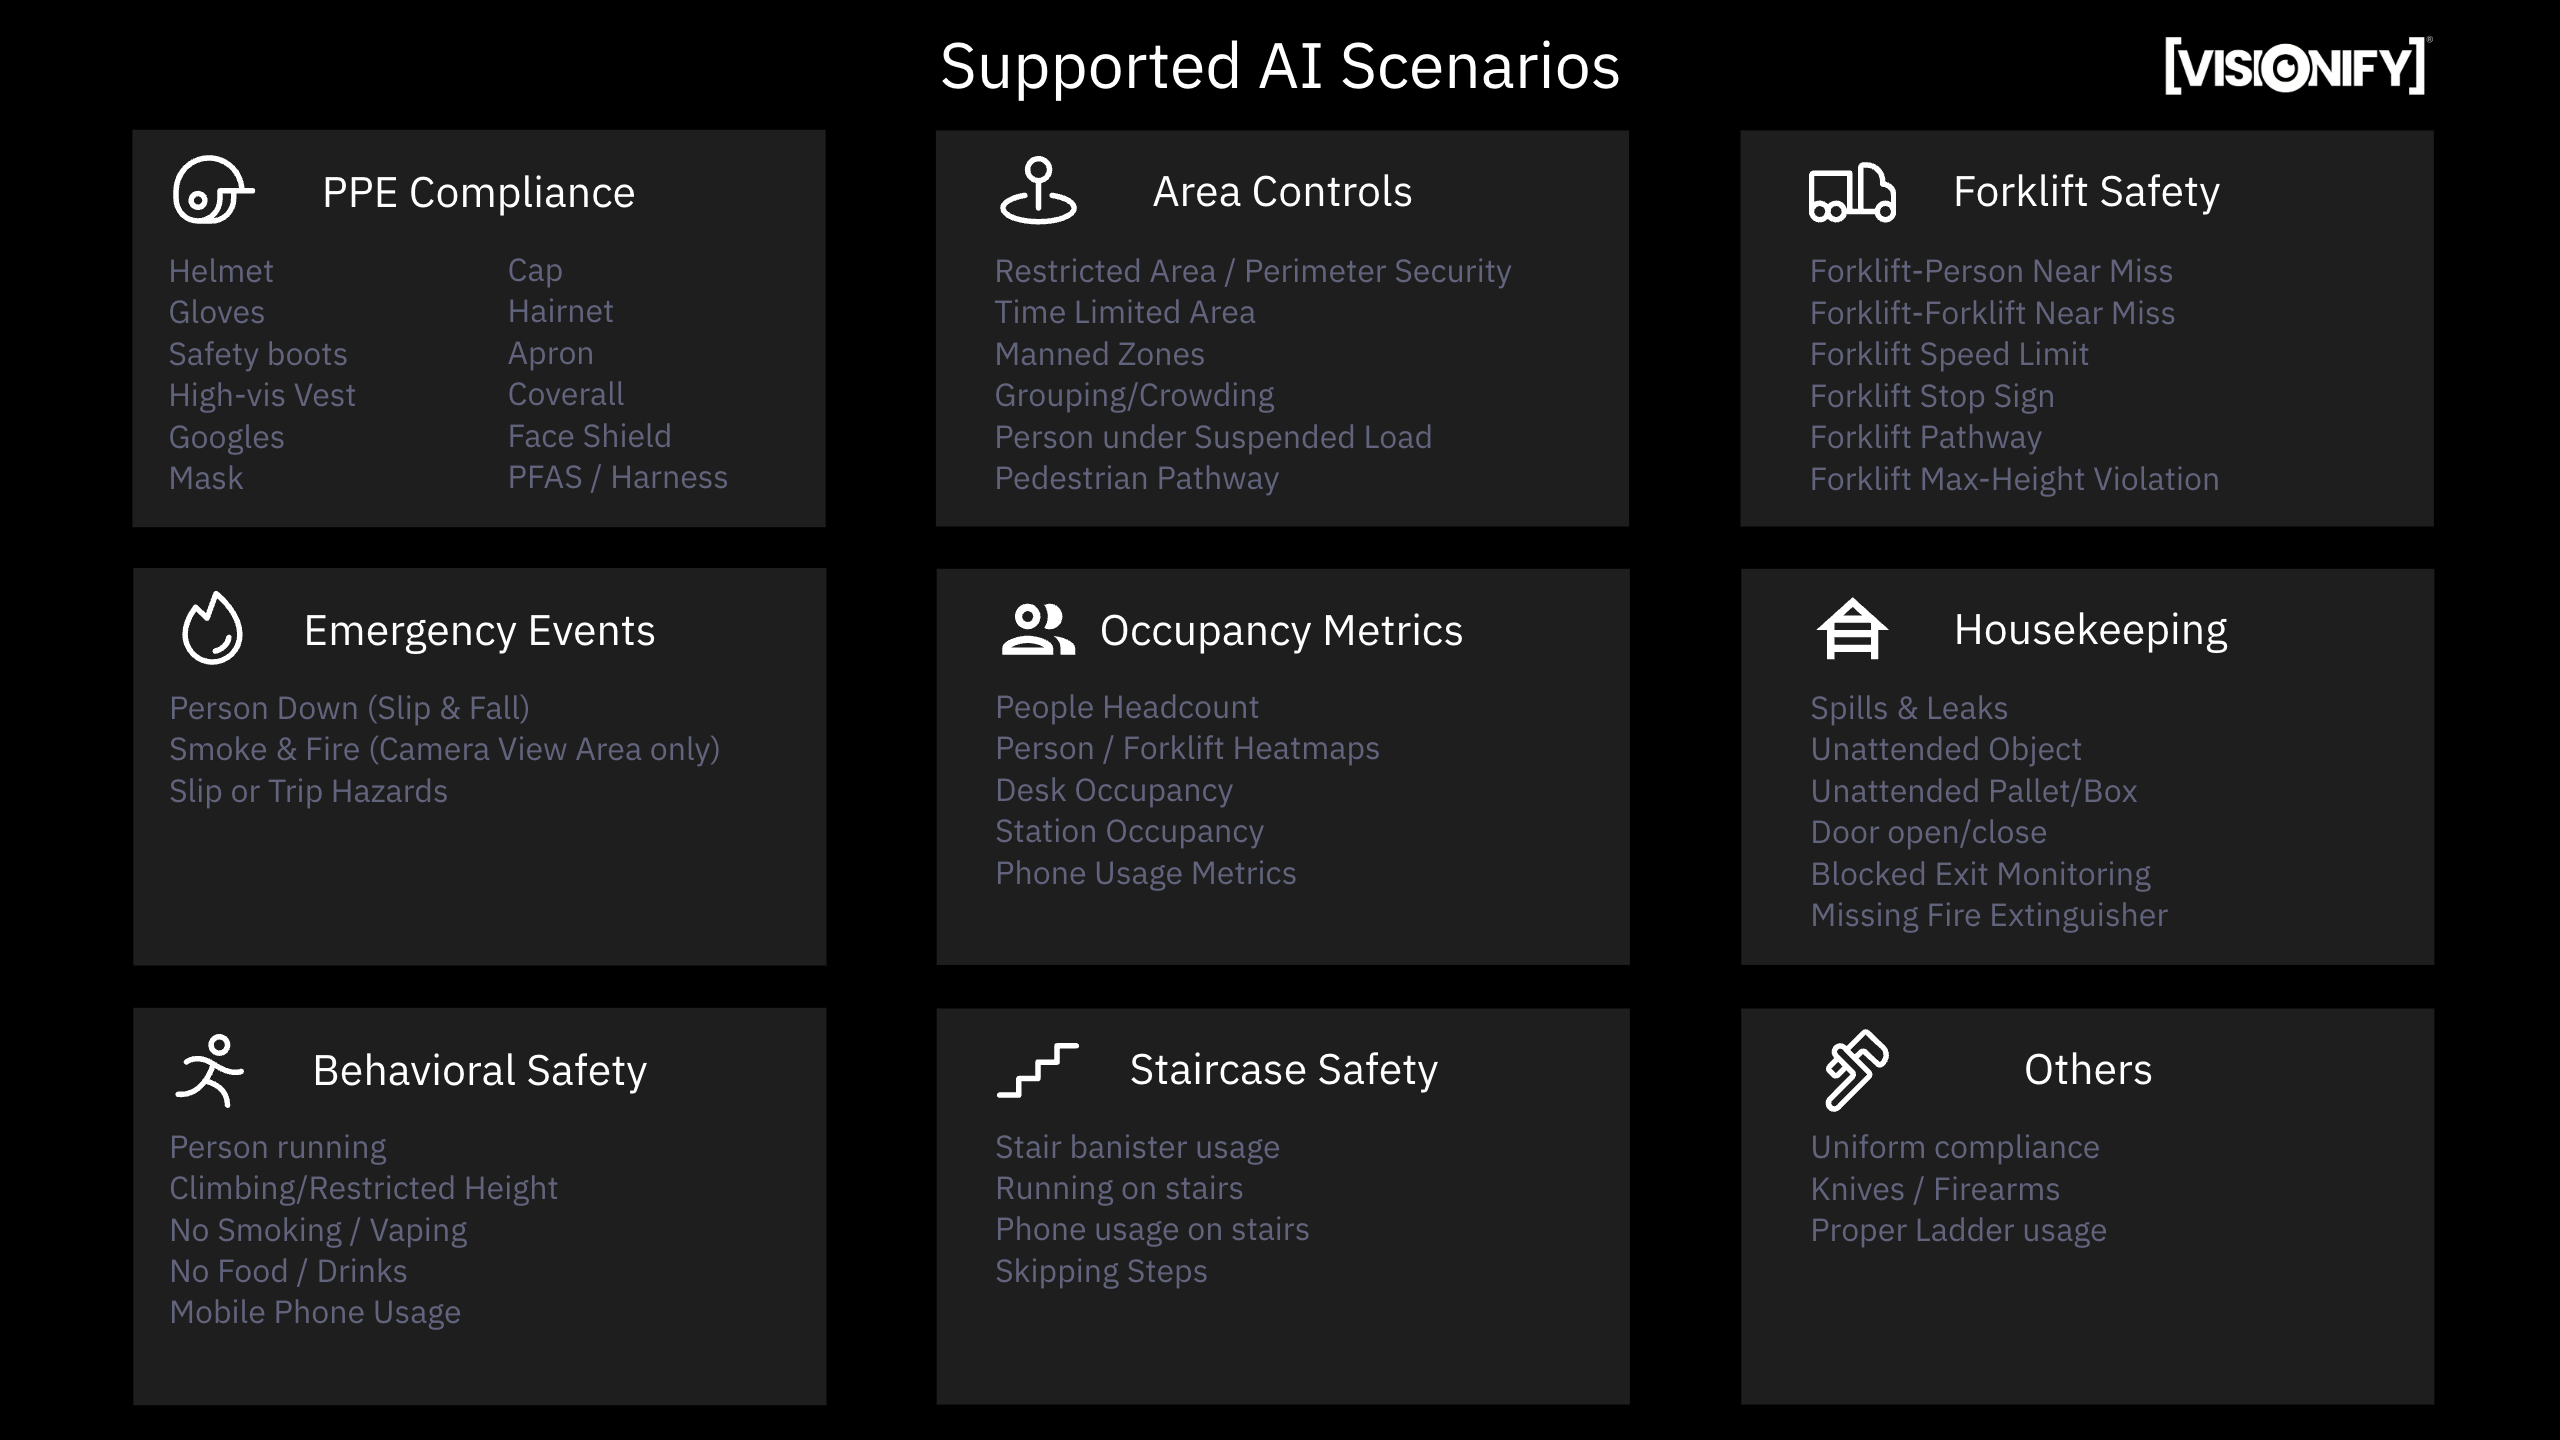 Supported AI Scenarios
[VISIONIFY]®
PPE Compliance
Helmet
Gloves
Safety boots
High-vis Vest
Googles
Mask
Cap
Hairnet
Apron
Coverall
Face Shield
PFAS / Harness
Area Controls
Restricted Area / Perimeter Security
Time Limited Area
Manned Zones
Grouping/Crowding
Person under Suspended Load
Pedestrian Pathway
Forklift Safety
Forklift-Person Near Miss
Forklift-Forklift Near Miss
Forklift Speed Limit
Forklift Stop Sign
Forklift Pathway
Forklift Max-Height Violation
Emergency Events
Person Down (Slip & Fall)
Smoke & Fire (Camera View Area only)
Slip or Trip Hazards
Occupancy Metrics
People Headcount
Person / Forklift Heatmaps
Desk Occupancy
Station Occupancy
Phone Usage Metrics
Housekeeping
Spills & Leaks
Unattended Object
Unattended Pallet/Box
Door open/close
Blocked Exit Monitoring
Missing Fire Extinguisher
Behavioral Safety
Person running
Climbing/Restricted Height
No Smoking / Vaping
No Food / Drinks
Mobile Phone Usage
Staircase Safety
Stair banister usage
Running on stairs
Phone usage on stairs
Skipping Steps
Others
Uniform compliance
Knives / Firearms
Proper Ladder usage